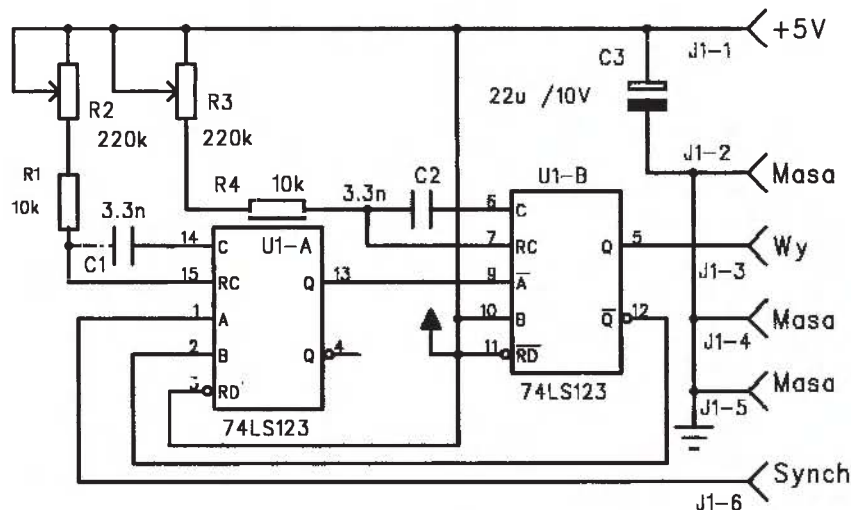 +5V
J1-1
C3
22u /10V
R2
220k
R3
220k
J1-2
Masa
R1
10k
R4
10k
3.3n
C2
U1-B
3.3n
C1
14
C
U1-A
6
C
7
RC
Q
5
J1-3
Wy
15
RC
Q
13
9
A
1
A
10
B
Q
12
Masa
J1-4
2
B
Q
4
11
RD
3
RD
74LS123
74LS123
Masa
J1-5
Synch
J1-6